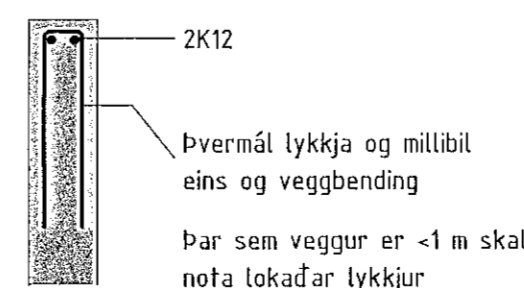 2K12
Þvermál lykkja og millibil
eins og veggbending
Þar sem veggur er <1 m skal
nota lokaðar lykkjur